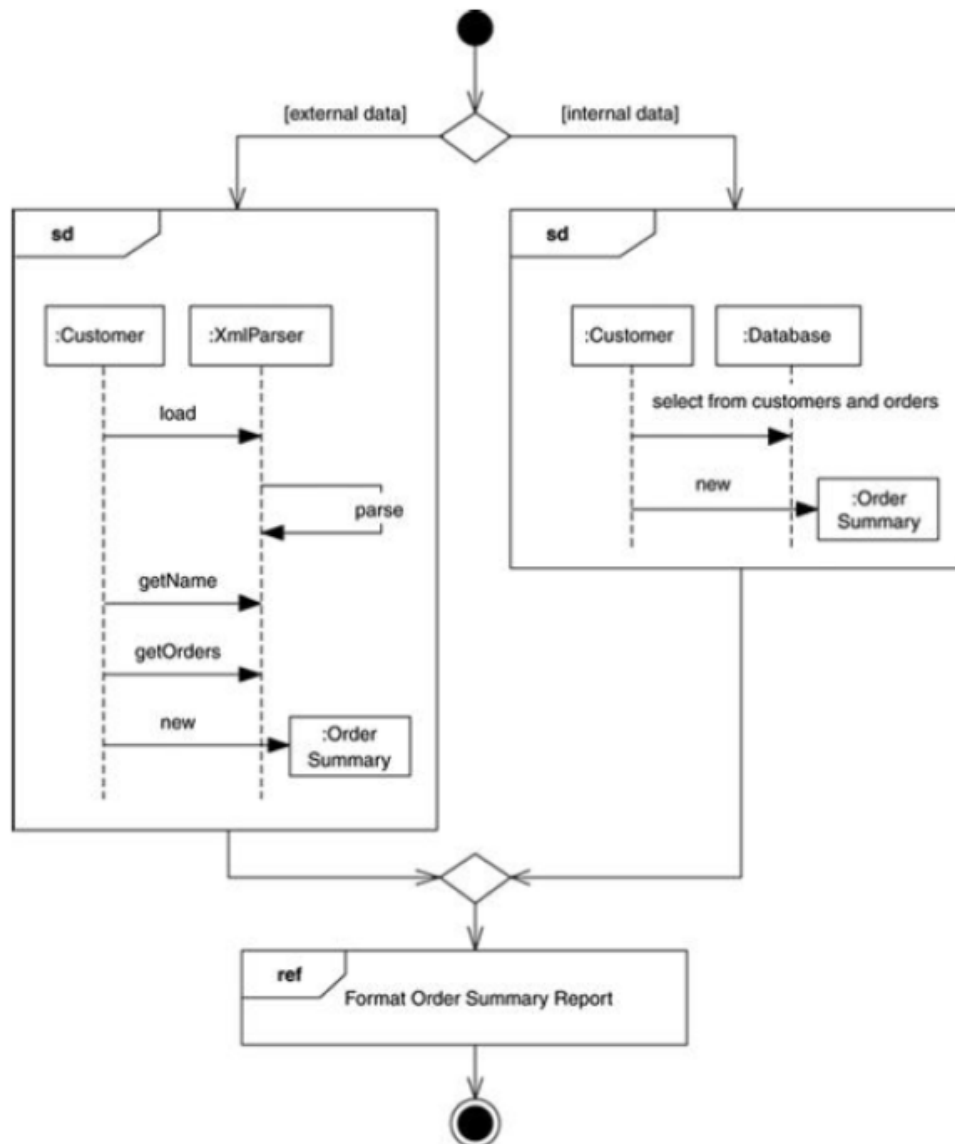 [external data]
[internal data]
sd
:Customer
:XmlParser
load
parse
getName
getOrders
new
:Order
Summary
sd
:Customer
:Database
select from customers and orders
new
:Order
Summary
ref
Format Order Summary Report